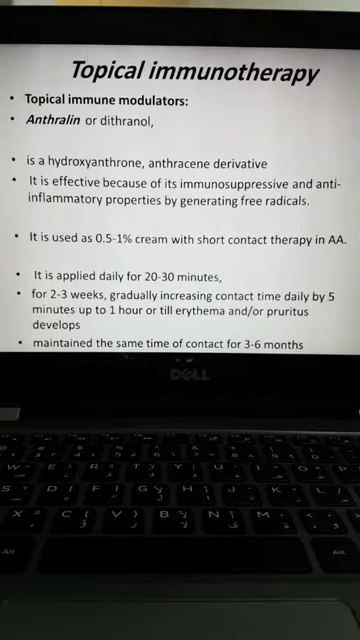 Topical immunotherapy
• Topical immune modulators:
• Anthralin or dithranol,
• is a hydroxyanthrone, anthracene derivative
• It is effective because of its immunosuppressive and anti-
inflammatory properties by generating free radicals.
• It is used as 0.5-1% cream with short contact therapy in AA.
• It is applied daily for 20-30 minutes,
• for 2-3 weeks, gradually increasing contact time daily by 5
minutes up to 1 hour or till erythema and/or pruritus
develops
• maintained the same time of contact for 3-6 months
DELL
W E R T Y U I O P
S D F G H J K L
X C V B N M
Alt Alt